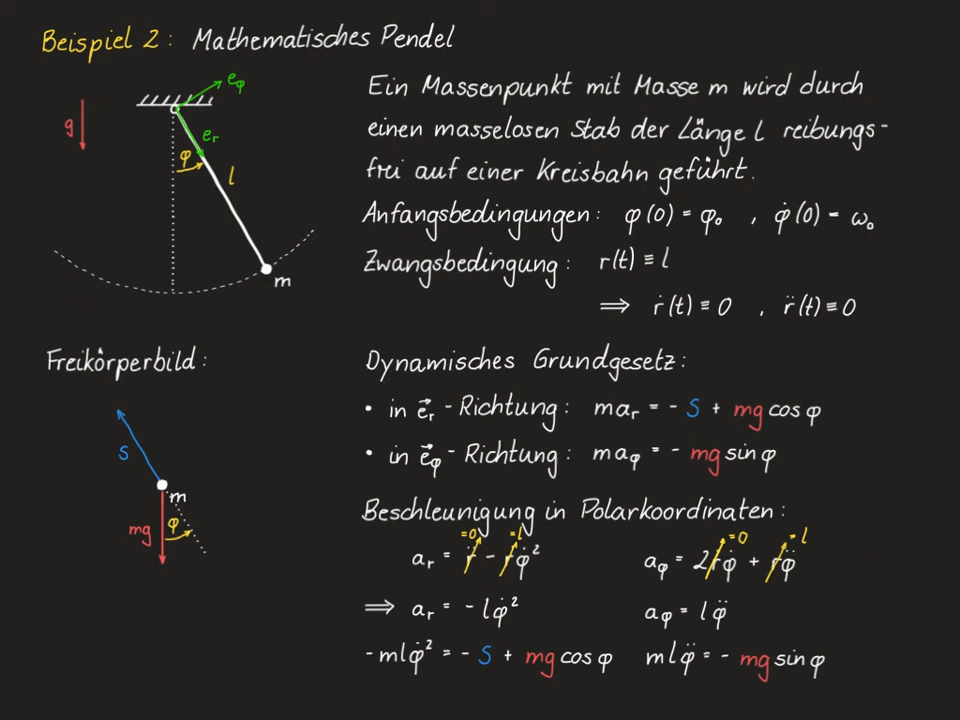 Beispiel 2: Mathematisches Pendel
g
e_φ
e_r
φ
l
m
Ein Massenpunkt mit Masse m wird durch
einen masselosen Stab der Länge l reibungs-
frei auf einer Kreisbahn geführt.
Anfangsbedingungen: φ(0) = φ₀ , φ̇(0) = ω₀
Zwangsbedingung: r(t) ≡ l
⟹ ṙ(t) ≡ 0 , r̈(t) ≡ 0
Freikörperbild:
S
m
mg
φ
Dynamisches Grundgesetz:
• in e⃗_r - Richtung: ma_r = - S + mg cos φ
• in e⃗_φ - Richtung: ma_φ = - mg sin φ
Beschleunigung in Polarkoordinaten:
=0 =l =0 =l
a_r = r̈ - rφ̇² a_φ = 2ṙφ̇ + rφ̈
⟹ a_r = - lφ̇² a_φ = lφ̈
-mlφ̇² = - S + mg cos φ mlφ̈ = - mg sin φ